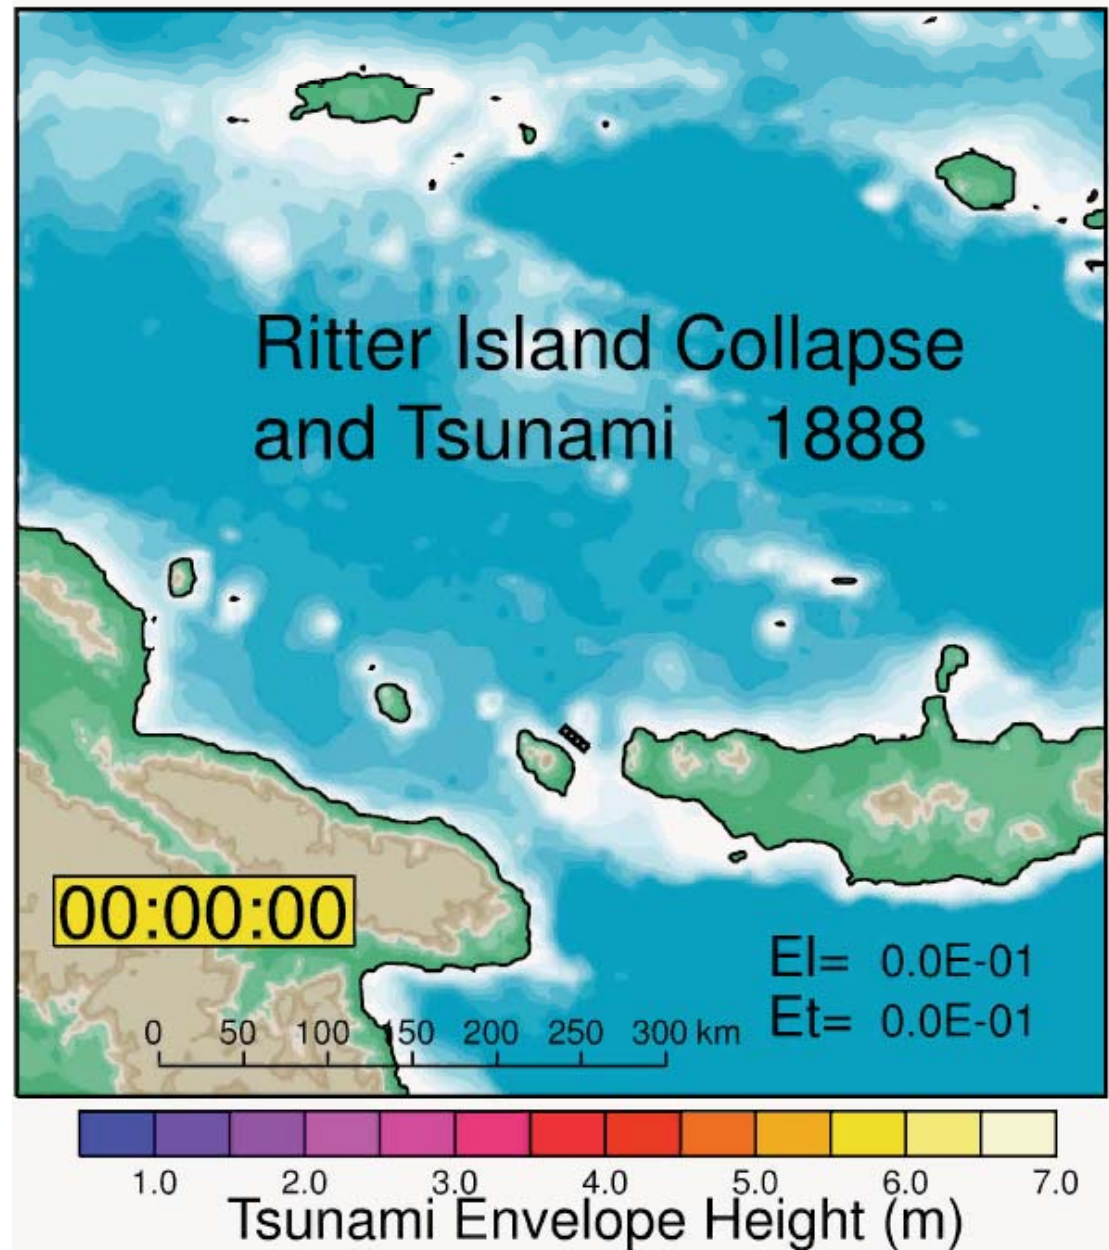 Ritter Island Collapse
and Tsunami 1888
00:00:00
El= 0.0E-01
Et= 0.0E-01
0 50 100 150 200 250 300 km
1.0 2.0 3.0 4.0 5.0 6.0 7.0
Tsunami Envelope Height (m)